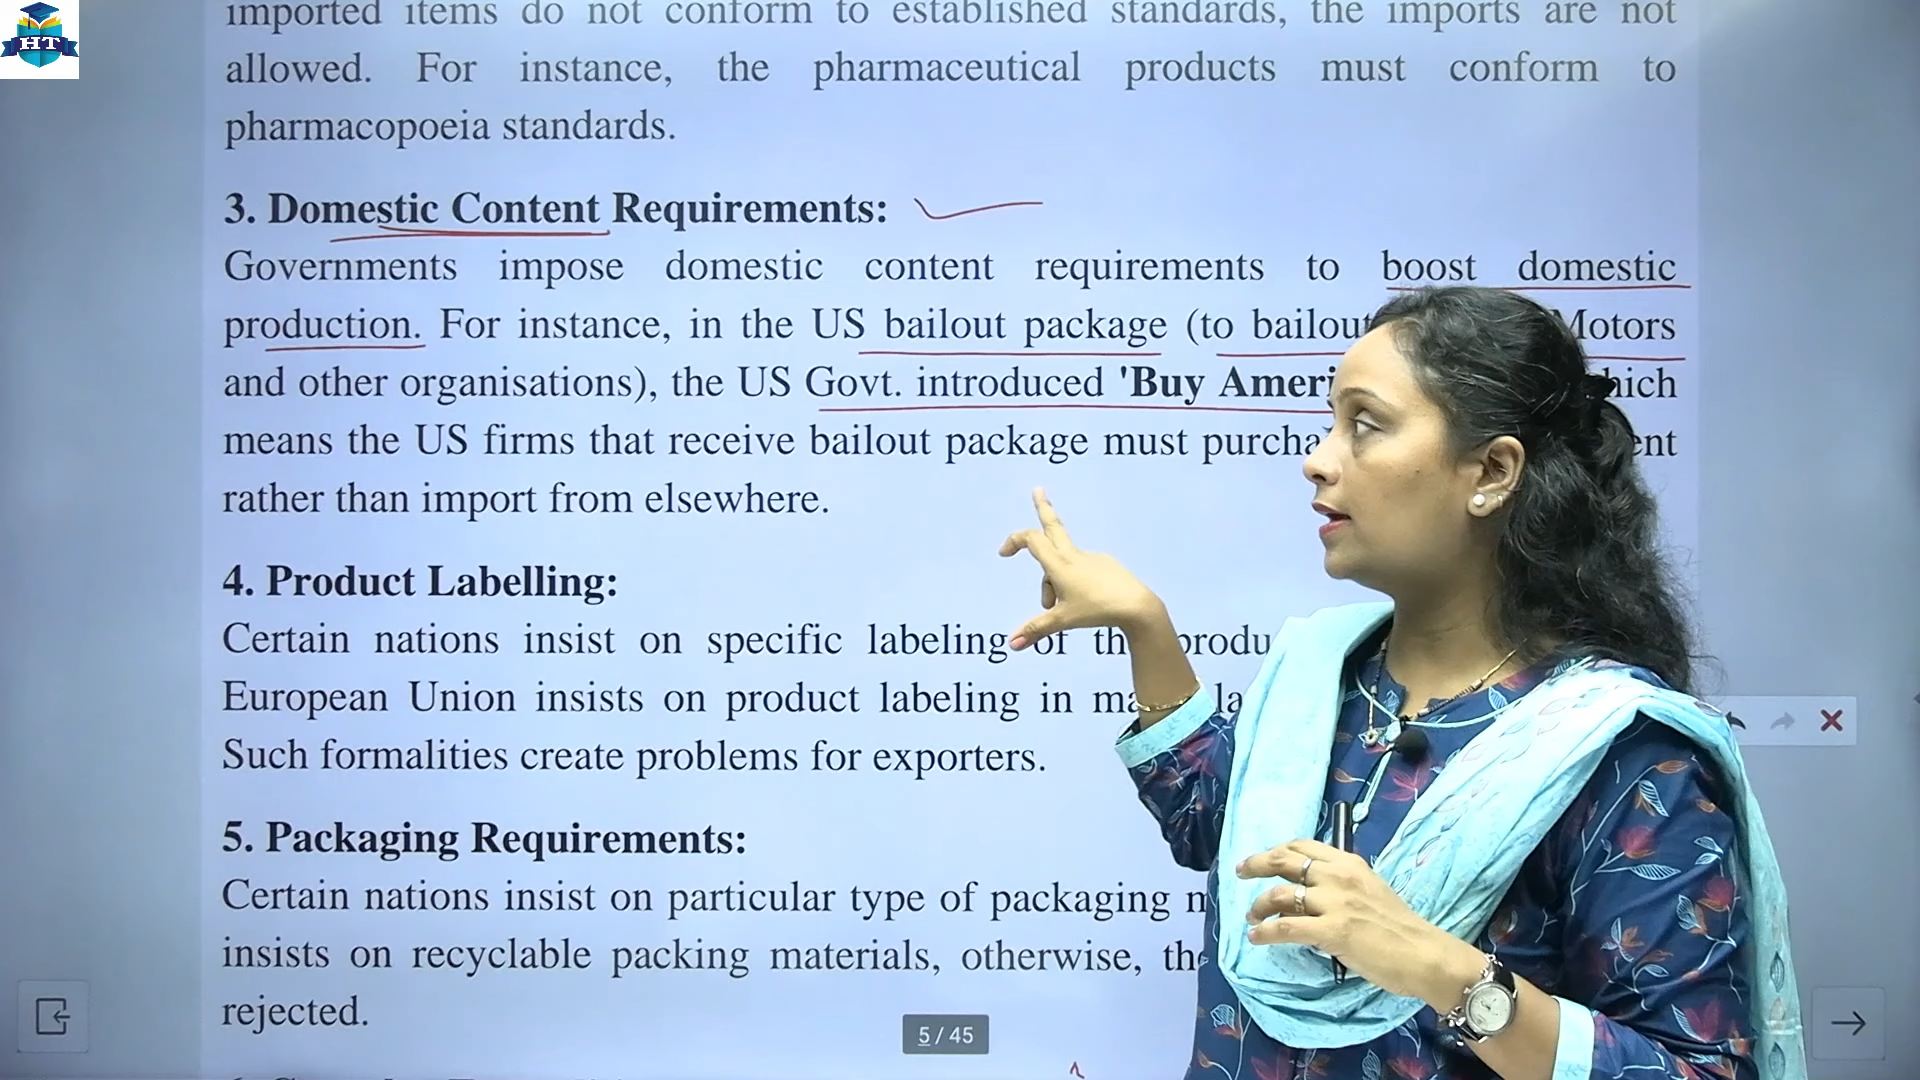 HT
imported items do not conform to established standards, the imports are not
allowed. For instance, the pharmaceutical products must conform to
pharmacopoeia standards.
3. Domestic Content Requirements:
Governments impose domestic content requirements to boost domestic
production. For instance, in the US bailout package (to bailout Motors
and other organisations), the US Govt. introduced 'Buy Ameri
means the US firms that receive bailout package must
rather than import from elsewhere.
4. Product Labelling:
Certain nations insist on specific labeling of
European Union insists on product labeling in
Such formalities create problems for exporters.
5. Packaging Requirements:
Certain nations insist on particular type of packaging
insists on recyclable packing materials, otherwise,
rejected.
5 / 45